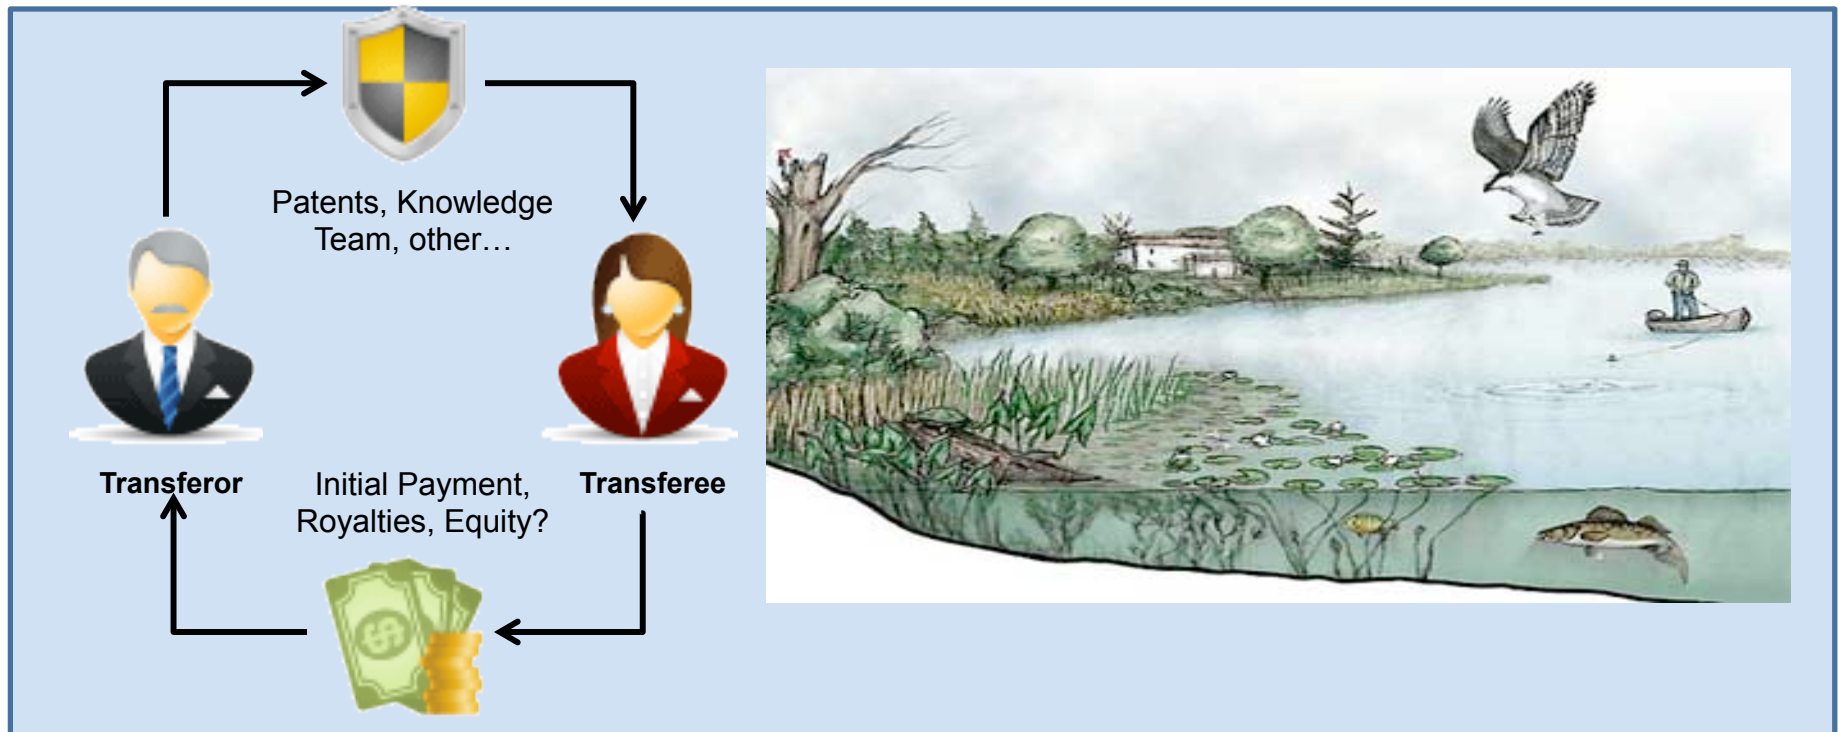 Patents, Knowledge
Team, other…
Transferor
Initial Payment,
Royalties, Equity?
Transferee
$